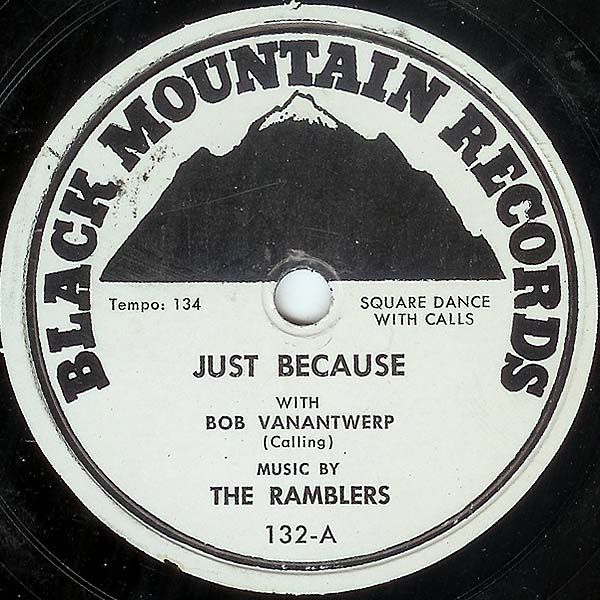 BLACK MOUNTAIN RECORDS
Tempo: 134
SQUARE DANCE
WITH CALLS
JUST BECAUSE
WITH
BOB VANANTWERP
(Calling)
MUSIC BY
THE RAMBLERS
132-A